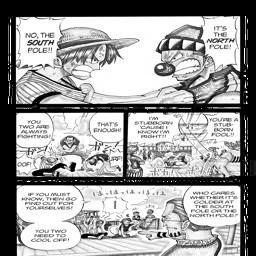 NO, THE
SOUTH
POLE!!
IT'S
THE
NORTH
POLE!!
YOU
TWO ARE
ALWAYS
FIGHTING!
THAT'S
ENOUGH!
I'M
STUBBORN
'CAUSE I
KNOW I'M
RIGHT!!
YOU'RE A
STUB-
BORN
FOOL!!
IF YOU MUST
KNOW, THEN GO
FIND OUT FOR
YOURSELVES!
YOU TWO
NEED TO
COOL OFF!
WHO CARES
WHETHER IT'S
COLDER AT
THE SOUTH
POLE OR THE
NORTH POLE?